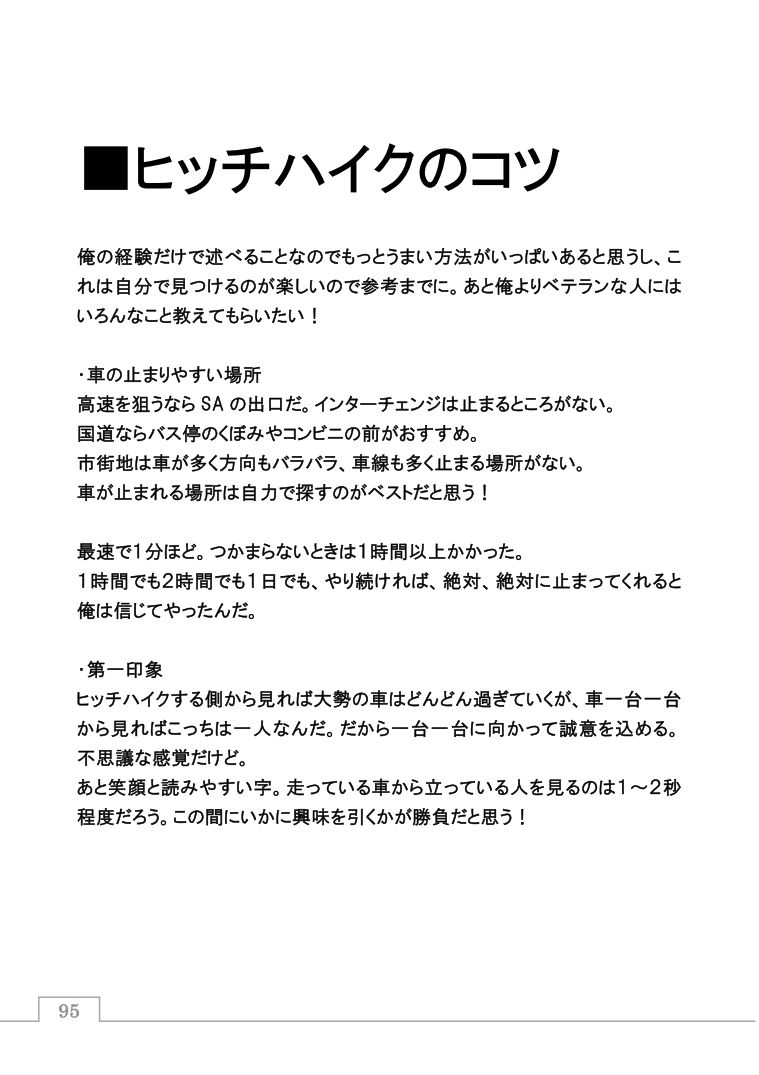 ■ヒッチハイクのコツ
俺の経験だけで述べることなのでもっとうまい方法がいっぱいあると思うし、こ
れは自分で見つけるのが楽しいので参考までに。あと俺よりベテランな人には
いろんなこと教えてもらいたい！
・車の止まりやすい場所
高速を狙うなら SA の出口だ。インターチェンジは止まるところがない。
国道ならバス停のくぼみやコンビニの前がおすすめ。
市街地は車が多く方向もバラバラ、車線も多く止まる場所がない。
車が止まれる場所は自力で探すのがベストだと思う！
最速で１分ほど。つかまらないときは１時間以上かかった。
１時間でも２時間でも１日でも、やり続ければ、絶対、絶対に止まってくれると
俺は信じてやったんだ。
・第一印象
ヒッチハイクする側から見れば大勢の車はどんどん過ぎていくが、車一台一台
から見ればこっちは一人なんだ。だから一台一台に向かって誠意を込める。
不思議な感覚だけど。
あと笑顔と読みやすい字。走っている車から立っている人を見るのは１～２秒
程度だろう。この間にいかに興味を引くかが勝負だと思う！
95